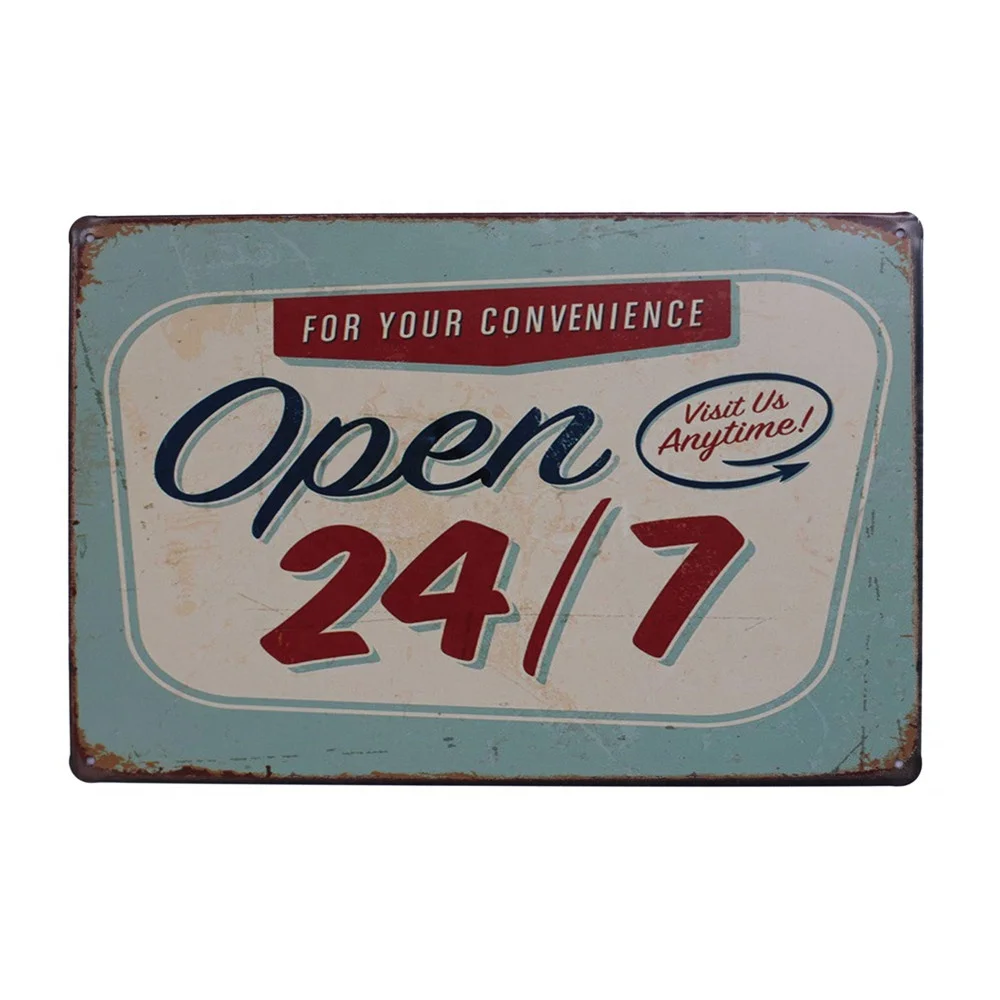 FOR YOUR CONVENIENCE
Open
Visit Us
Anytime!
24/7